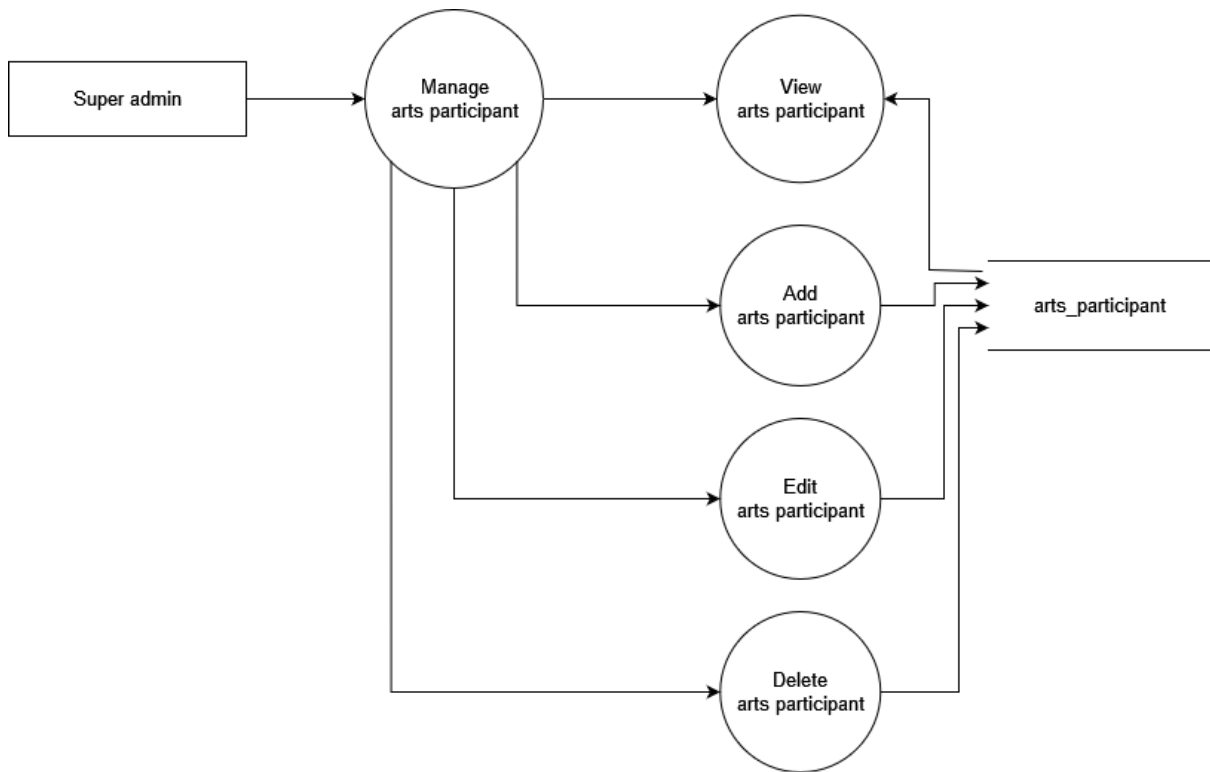 Super admin
Manage
arts participant
View
arts participant
Add
arts participant
arts_participant
Edit
arts participant
Delete
arts participant